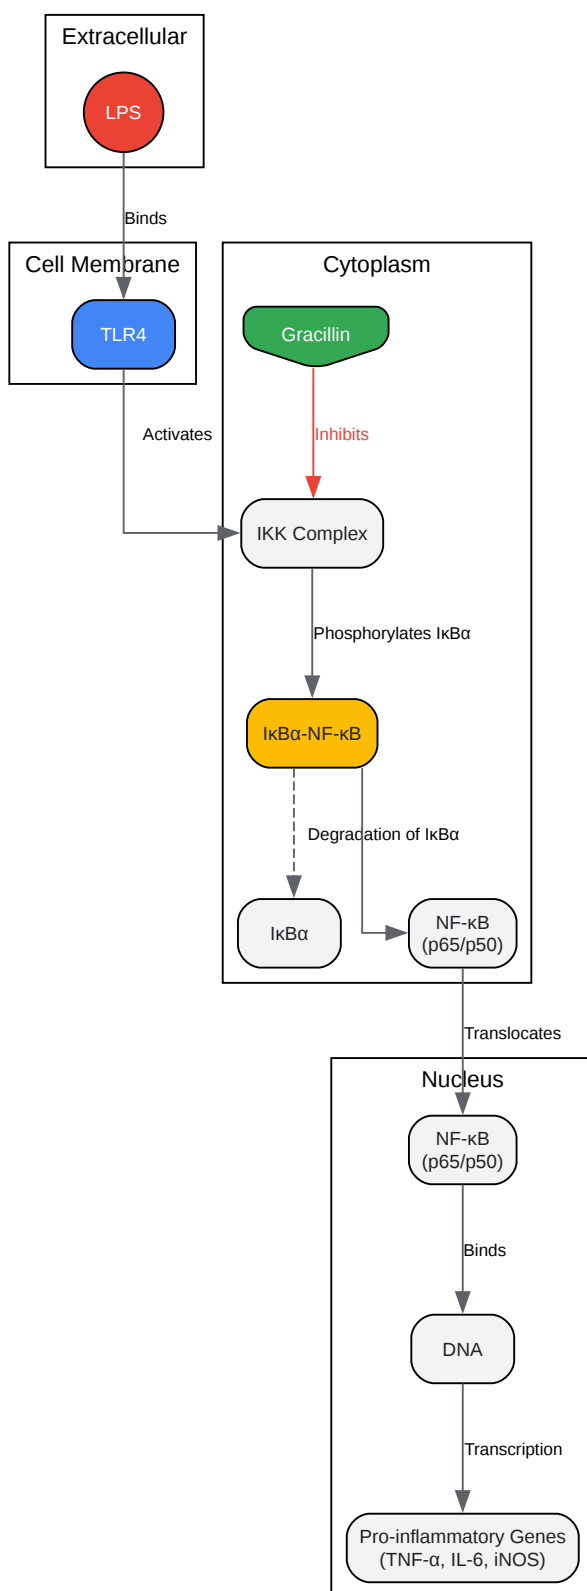 Extracellular
LPS
Binds
Cell Membrane
TLR4
Activates
Cytoplasm
Gracillin
Inhibits
IKK Complex
Phosphorylates IκBα
IκBα-NF-κB
Degradation of IκBα
IκBα
NF-κB
(p65/p50)
Translocates
Nucleus
NF-κB
(p65/p50)
Binds
DNA
Transcription
Pro-inflammatory Genes
(TNF-α, IL-6, iNOS)